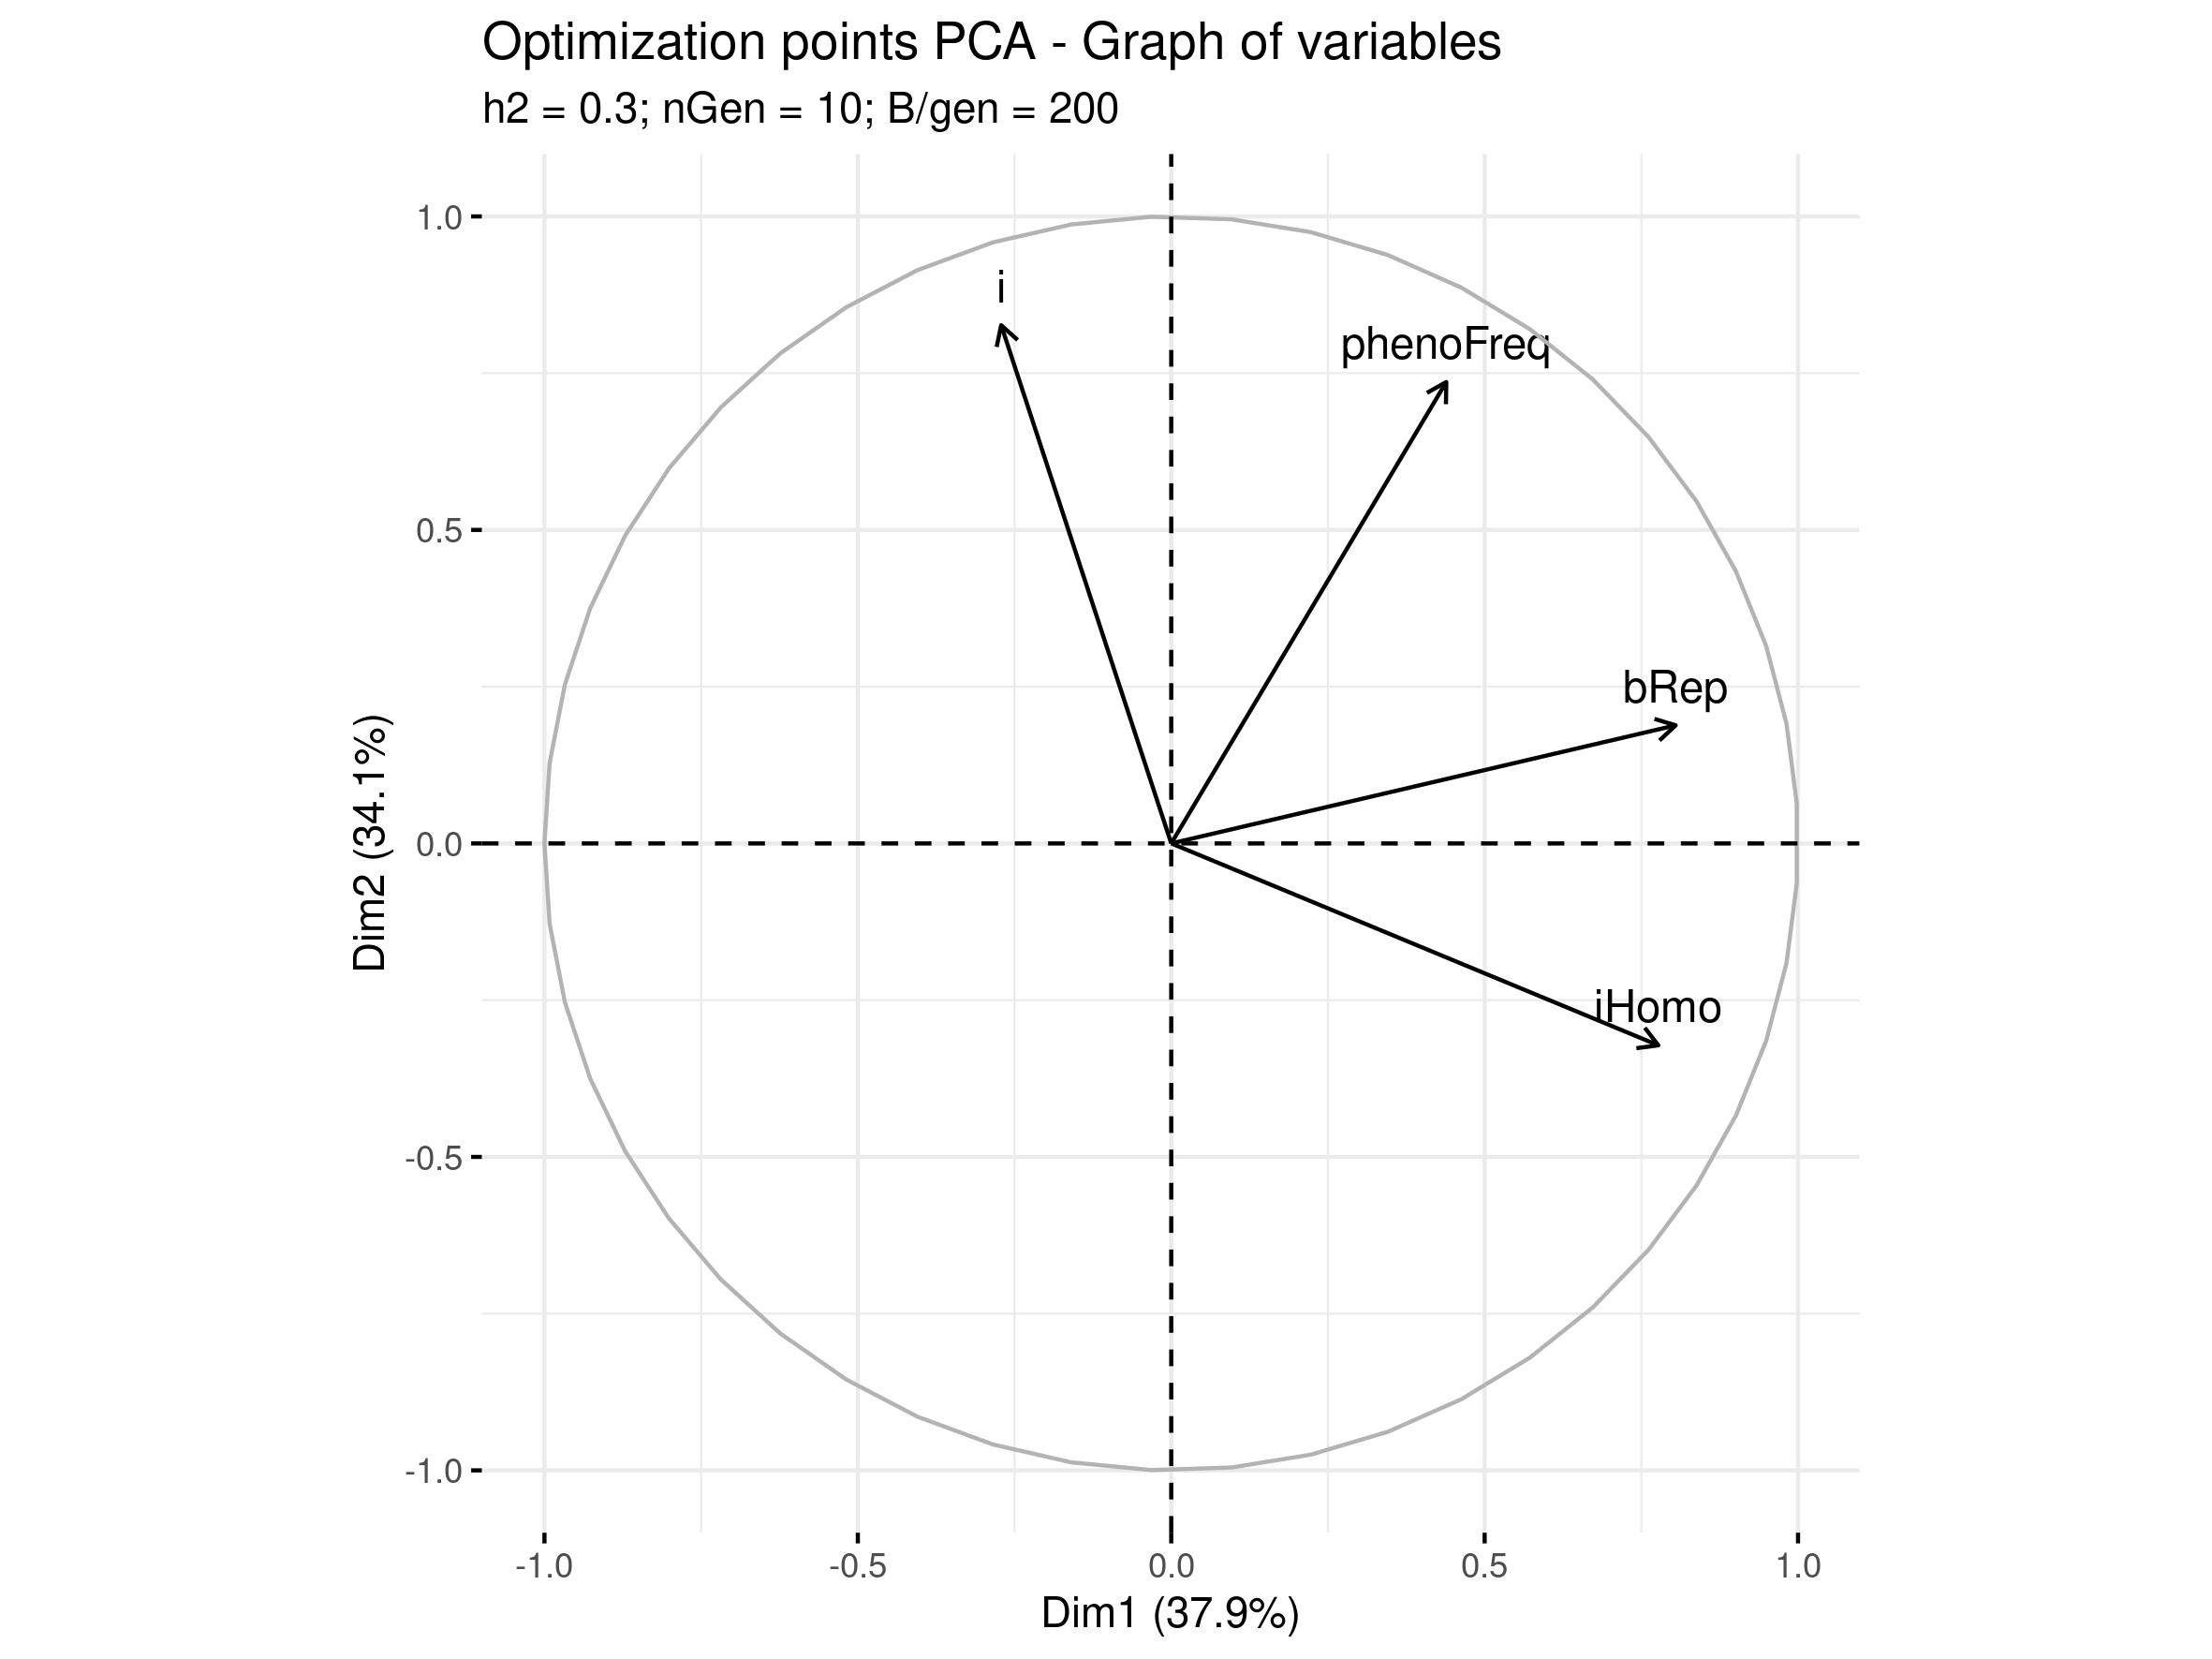 Optimization points PCA - Graph of variables
h2 = 0.3; nGen = 10; B/gen = 200
1.0
0.5
0.0
-0.5
-1.0
Dim2 (34.1%)
i
phenoFreq
bRep
iHomo
-1.0
-0.5
0.0
0.5
1.0
Dim1 (37.9%)